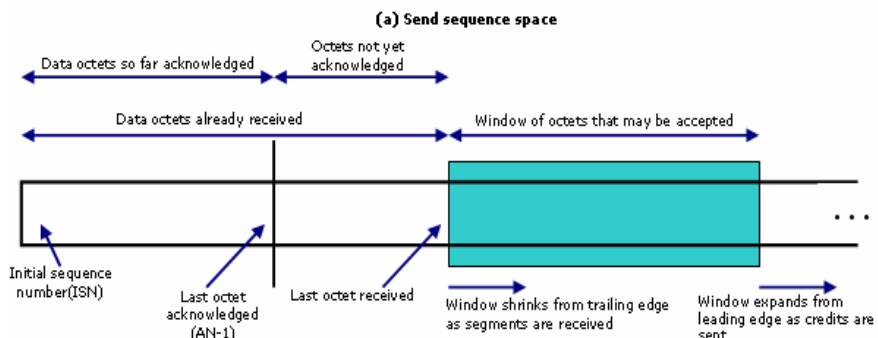 (a) Send sequence space
Octets not yet
acknowledged
Data octets so far acknowledged
Data octets already received
Window of octets that may be accepted
...
Initial sequence
number(ISN)
Last octet
acknowledged
(AN-1)
Last octet received
Window shrinks from trailing edge
as segments are received
Window expands from
leading edge as credits are
sent